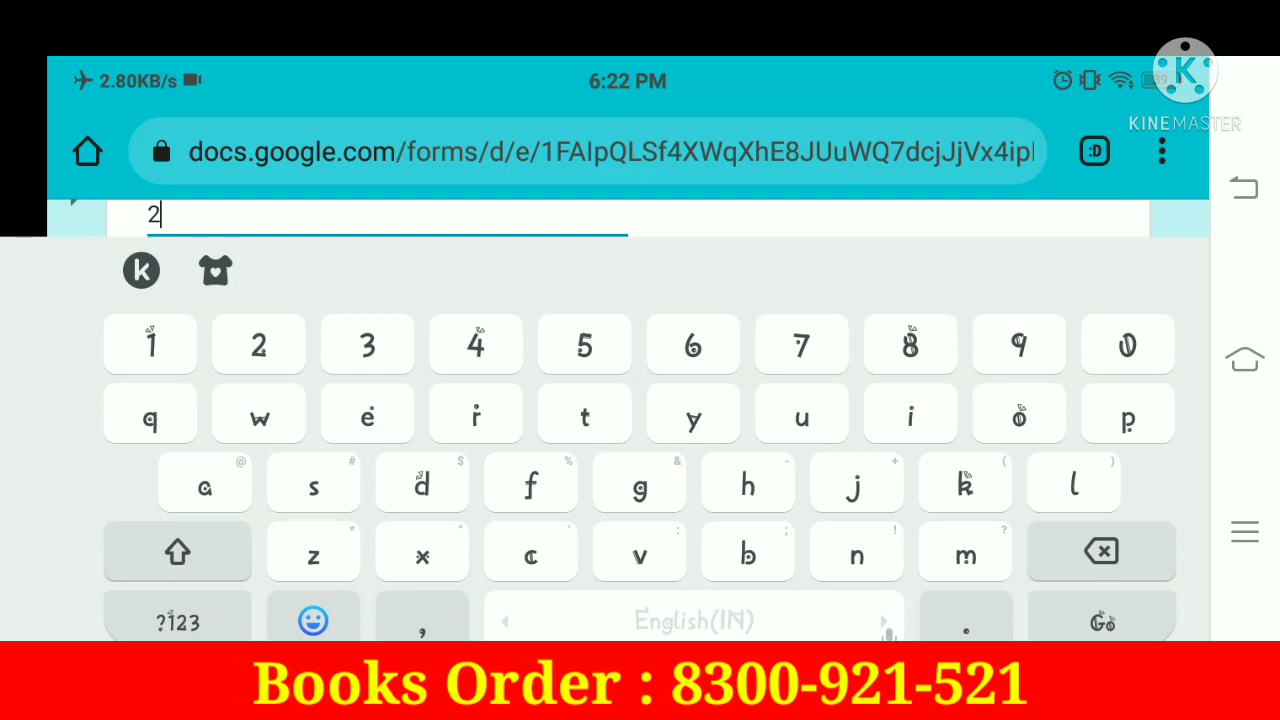 2.80KB/s
6:22 PM
39
K
KINEMASTER
docs.google.com/forms/d/e/1FAIpQLSf4XWqXhE8JUuWQ7dcjJjVx4ipl
:D
2
k
1 2 3 4 5 6 7 8 9 0
q w e r t y u i o p
@ # $ % & - + ( )
a s d f g h j k l
* " ' : ; ! ?
z x c v b n m
?123 , English(IN) . Go
Books Order : 8300-921-521